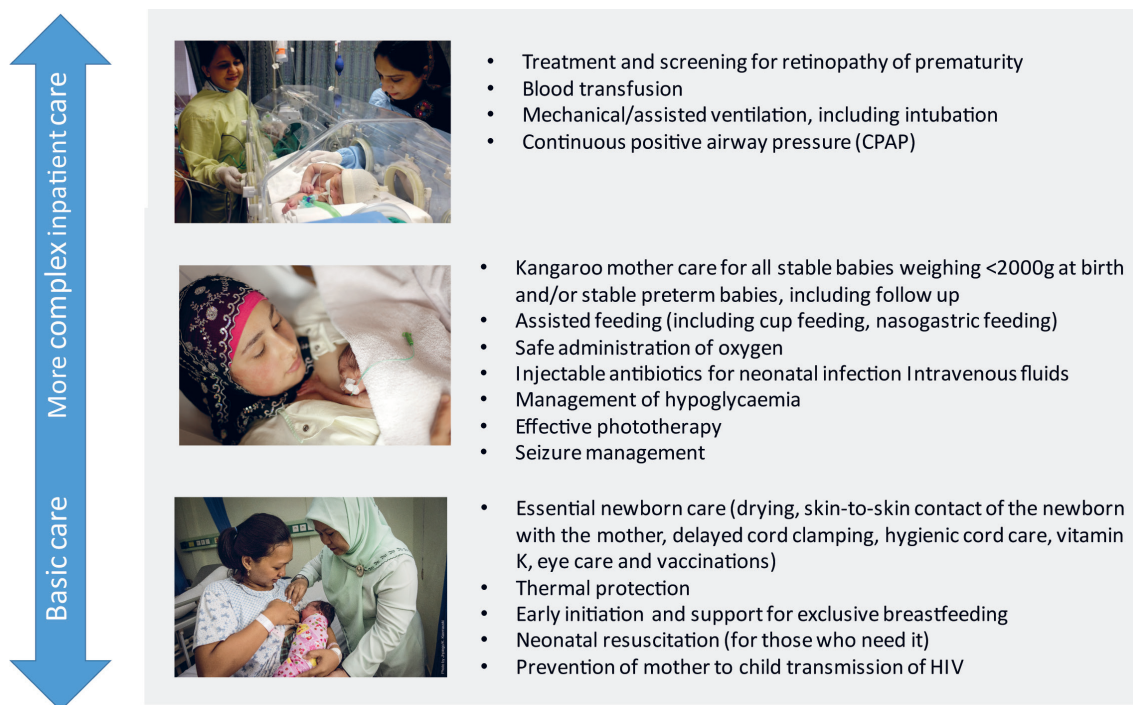 More complex inpatient care
Basic care
• Treatment and screening for retinopathy of prematurity
• Blood transfusion
• Mechanical/assisted ventilation, including intubation
• Continuous positive airway pressure (CPAP)
• Kangaroo mother care for all stable babies weighing <2000g at birth
and/or stable preterm babies, including follow up
• Assisted feeding (including cup feeding, nasogastric feeding)
• Safe administration of oxygen
• Injectable antibiotics for neonatal infection Intravenous fluids
• Management of hypoglycaemia
• Effective phototherapy
• Seizure management
• Essential newborn care (drying, skin-to-skin contact of the newborn
with the mother, delayed cord clamping, hygienic cord care, vitamin
K, eye care and vaccinations)
• Thermal protection
• Early initiation and support for exclusive breastfeeding
• Neonatal resuscitation (for those who need it)
• Prevention of mother to child transmission of HIV